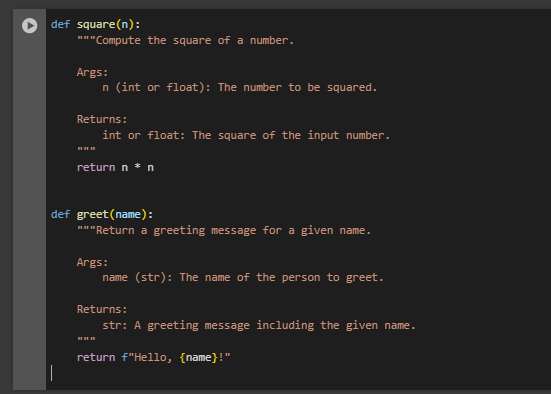 def square(n):
    """Compute the square of a number.

    Args:
        n (int or float): The number to be squared.

    Returns:
        int or float: The square of the input number.
    """
    return n * n


def greet(name):
    """Return a greeting message for a given name.

    Args:
        name (str): The name of the person to greet.

    Returns:
        str: A greeting message including the given name.
    """
    return f"Hello, {name}!"